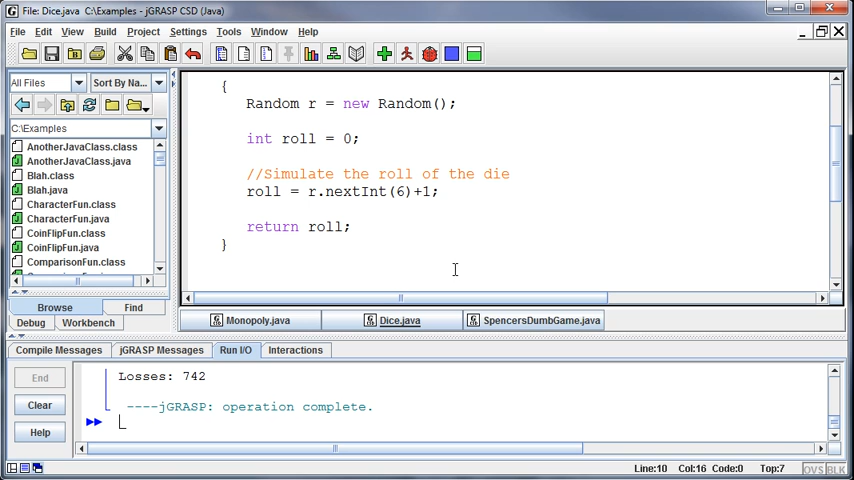 File: Dice.java C:\Examples - jGRASP CSD (Java)
File Edit View Build Project Settings Tools Window Help
All Files Sort By Na...
C:\Examples
AnotherJavaClass.class
AnotherJavaClass.java
Blah.class
Blah.java
CharacterFun.class
CharacterFun.java
CoinFlipFun.class
CoinFlipFun.java
ComparisonFun.class
Browse Find
Debug Workbench
{
Random r = new Random();
int roll = 0;
//Simulate the roll of the die
roll = r.nextInt(6)+1;
return roll;
}
Monopoly.java Dice.java SpencersDumbGame.java
Compile Messages jGRASP Messages Run I/O Interactions
End
Clear
Help
Losses: 742
----jGRASP: operation complete.
Line:10 Col:16 Code:0 Top:7 OVS BLK